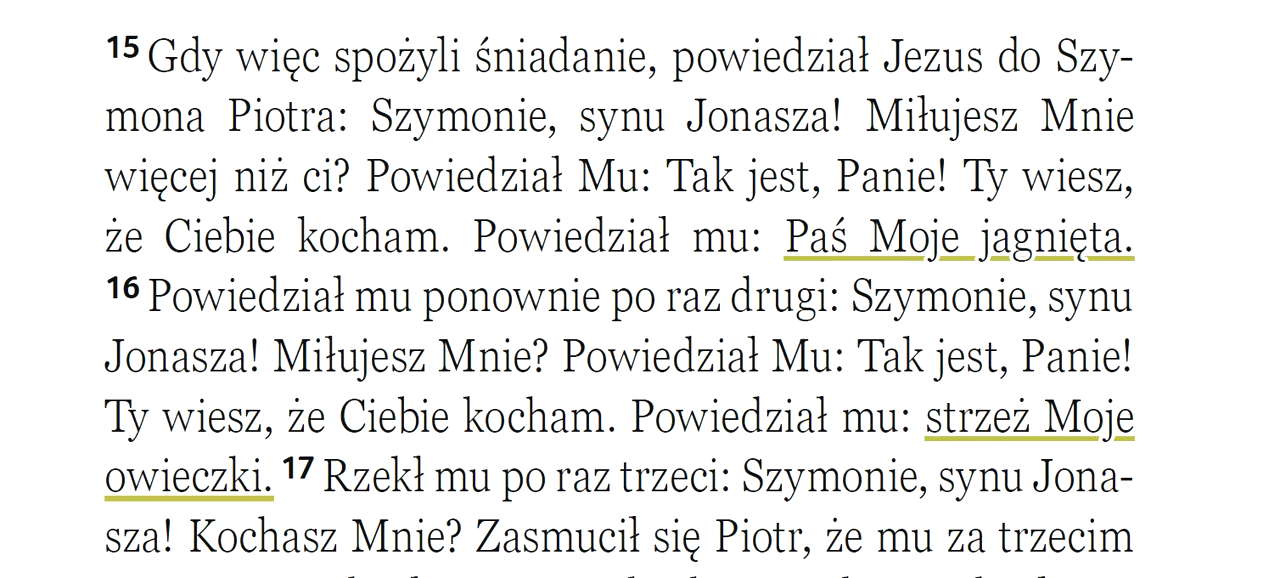 15 Gdy więc spożyli śniadanie, powiedział Jezus do Szy-
mona Piotra: Szymonie, synu Jonasza! Miłujesz Mnie
więcej niż ci? Powiedział Mu: Tak jest, Panie! Ty wiesz,
że Ciebie kocham. Powiedział mu: Paś Moje jagnięta.
16 Powiedział mu ponownie po raz drugi: Szymonie, synu
Jonasza! Miłujesz Mnie? Powiedział Mu: Tak jest, Panie!
Ty wiesz, że Ciebie kocham. Powiedział mu: strzeż Moje
owieczki. 17 Rzekł mu po raz trzeci: Szymonie, synu Jona-
sza! Kochasz Mnie? Zasmucił się Piotr, że mu za trzecim